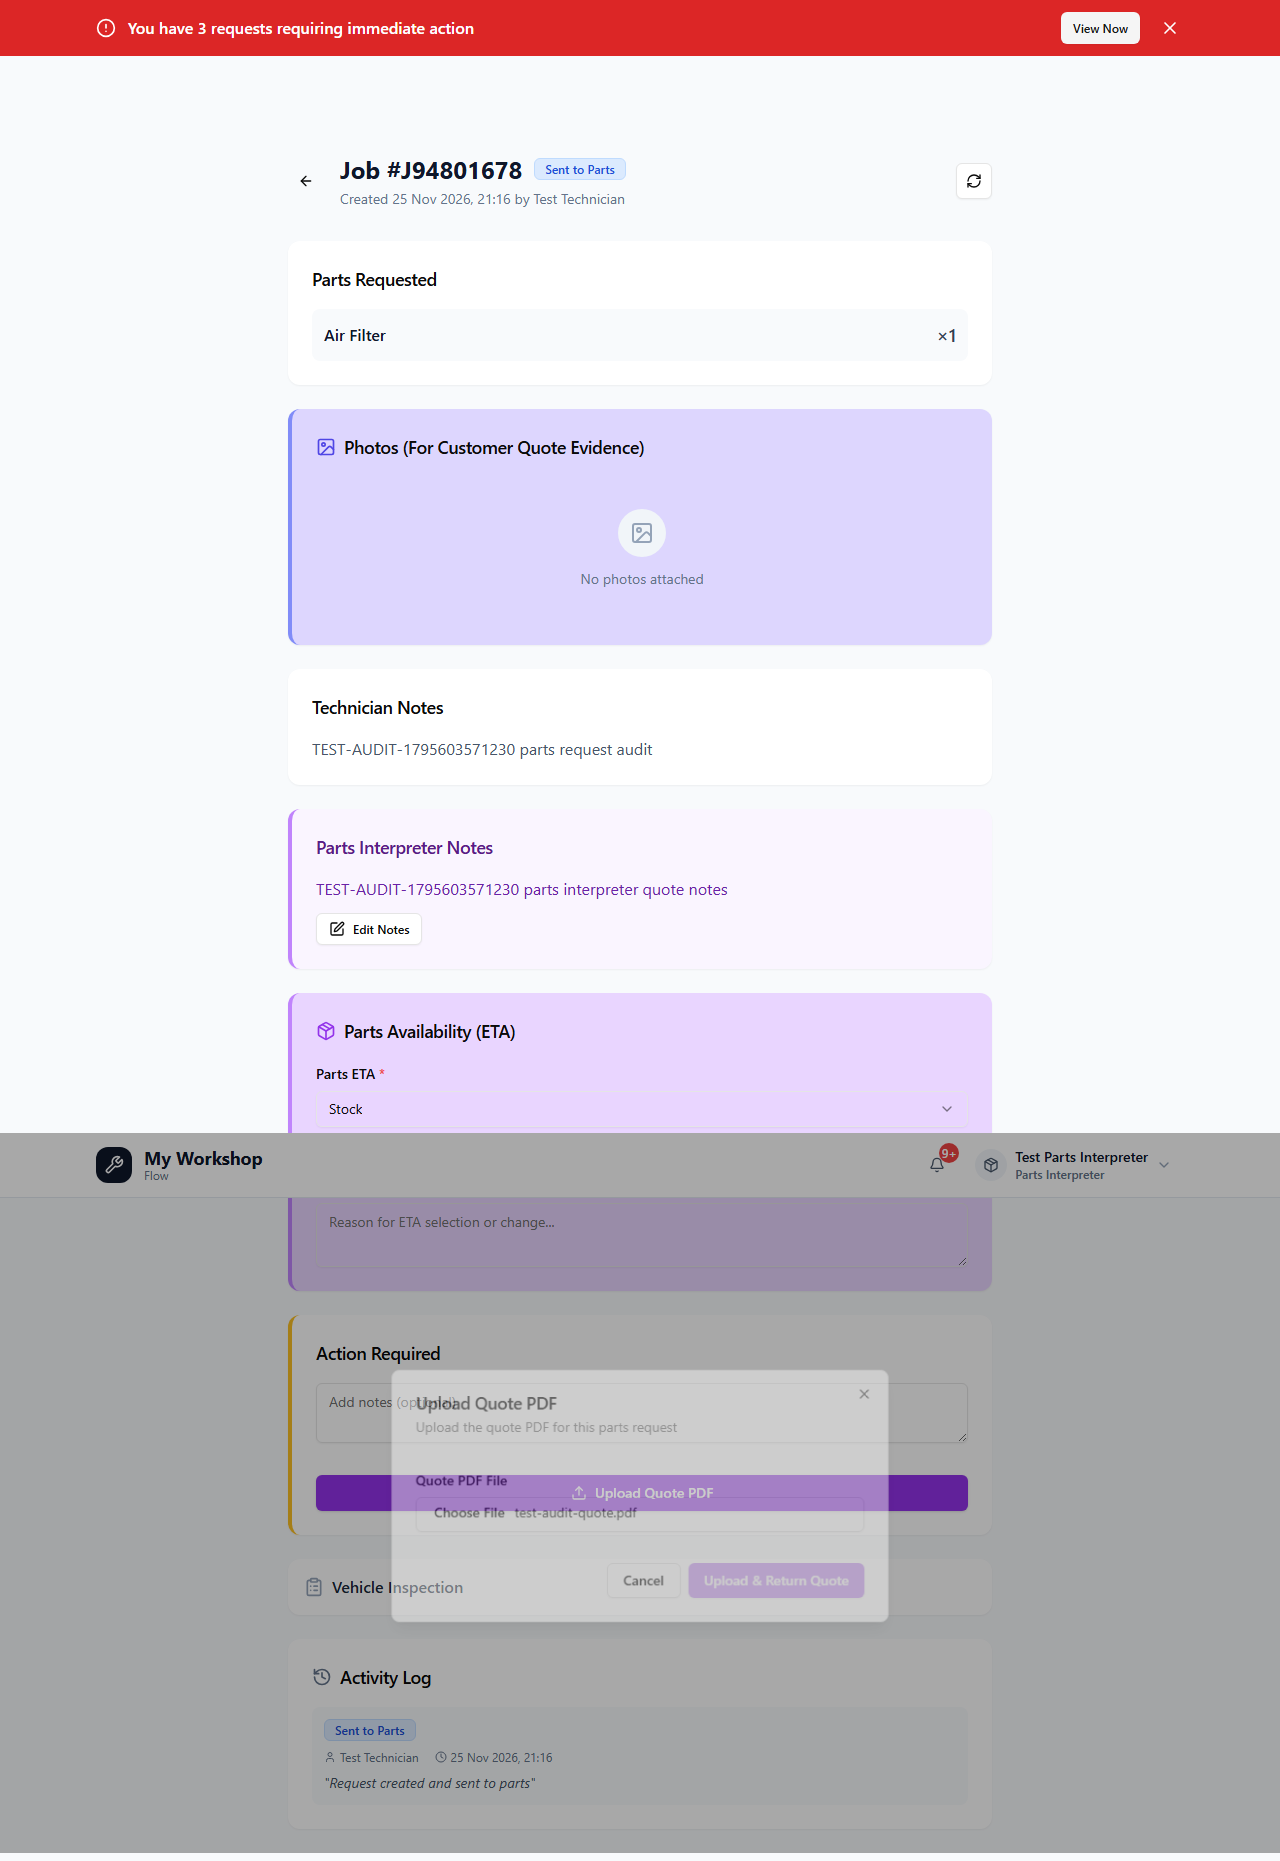 You have 3 requests requiring immediate action
View Now
Job #J94801678
Sent to Parts
Created 25 Nov 2026, 21:16 by Test Technician
Parts Requested
Air Filter
×1
Photos (For Customer Quote Evidence)
No photos attached
Technician Notes
TEST-AUDIT-1795603571230 parts request audit
Parts Interpreter Notes
TEST-AUDIT-1795603571230 parts interpreter quote notes
Edit Notes
Parts Availability (ETA)
Parts ETA *
Stock
My Workshop
Flow
9+
Test Parts Interpreter
Parts Interpreter
Reason for ETA selection or change...
Action Required
Add notes (optional)
Upload Quote PDF
Upload the quote PDF for this parts request
Quote PDF File
Upload Quote PDF
Choose File test-audit-quote.pdf
Cancel
Upload & Return Quote
Vehicle Inspection
Activity Log
Sent to Parts
Test Technician 25 Nov 2026, 21:16
"Request created and sent to parts"